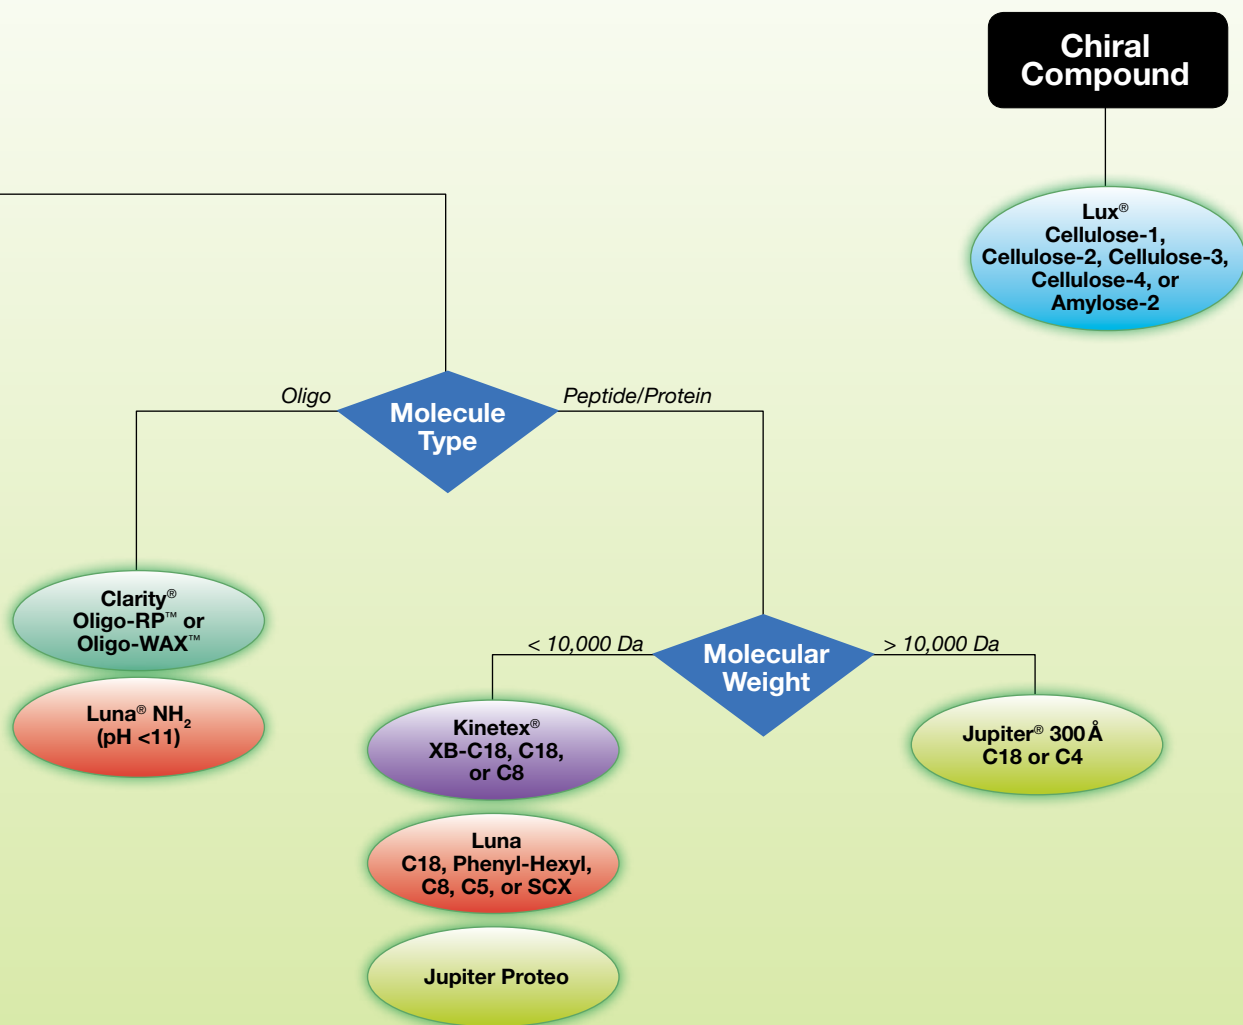 Chiral
Compound
Lux®
Cellulose-1,
Cellulose-2, Cellulose-3,
Cellulose-4, or
Amylose-2
Oligo
Molecule
Type
Peptide/Protein
Clarity®
Oligo-RP™ or
Oligo-WAX™
Luna® NH₂
(pH <11)
< 10,000 Da
Molecular
Weight
> 10,000 Da
Kinetex®
XB-C18, C18,
or C8
Luna
C18, Phenyl-Hexyl,
C8, C5, or SCX
Jupiter Proteo
Jupiter® 300 Å
C18 or C4